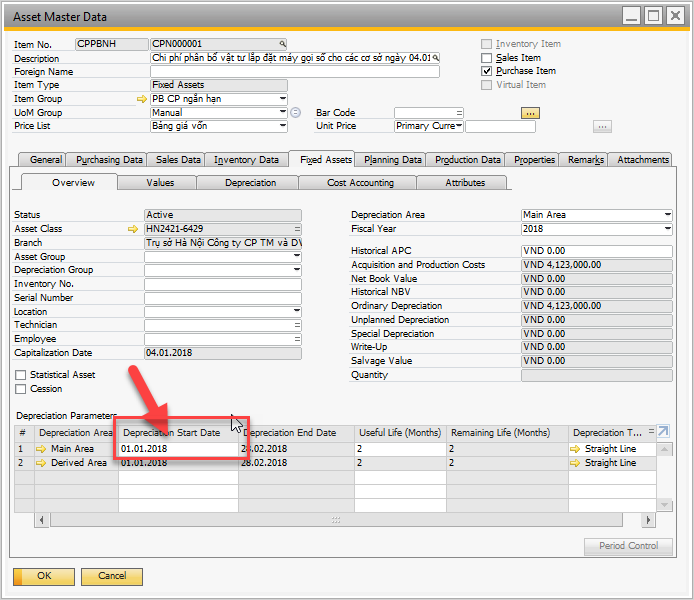 Asset Master Data
Item No. CPPBNH CPN000001
Description Chi phí phân bổ vật tư lắp đặt máy gọi số cho các cơ sở ngày 04.01
Foreign Name
Item Type Fixed Assets
Item Group PB CP ngắn hạn
UoM Group Manual
Price List Bảng giá vốn
Inventory Item
Sales Item
Purchase Item
Virtual Item
Bar Code ...
Unit Price Primary Curre ...
General Purchasing Data Sales Data Inventory Data Fixed Assets Planning Data Production Data Properties Remarks Attachments
Overview Values Depreciation Cost Accounting Attributes
Status Active
Asset Class HN2421-6429
Branch Trụ sở Hà Nội Công ty CP TM và DV
Asset Group
Depreciation Group
Inventory No.
Serial Number
Location
Technician
Employee
Capitalization Date 04.01.2018
Statistical Asset
Cession
Depreciation Area Main Area
Fiscal Year 2018
Historical APC VND 0.00
Acquisition and Production Costs VND 4,123,000.00
Net Book Value VND 0.00
Historical NBV VND 0.00
Ordinary Depreciation VND 4,123,000.00
Unplanned Depreciation VND 0.00
Special Depreciation VND 0.00
Write-Up VND 0.00
Salvage Value VND 0.00
Quantity
Depreciation Parameters
# Depreciation Area Depreciation Start Date Depreciation End Date Useful Life (Months) Remaining Life (Months) Depreciation T...
1 Main Area 01.01.2018 28.02.2018 2 2 Straight Line
2 Derived Area 01.01.2018 28.02.2018 2 2 Straight Line
Period Control
OK Cancel